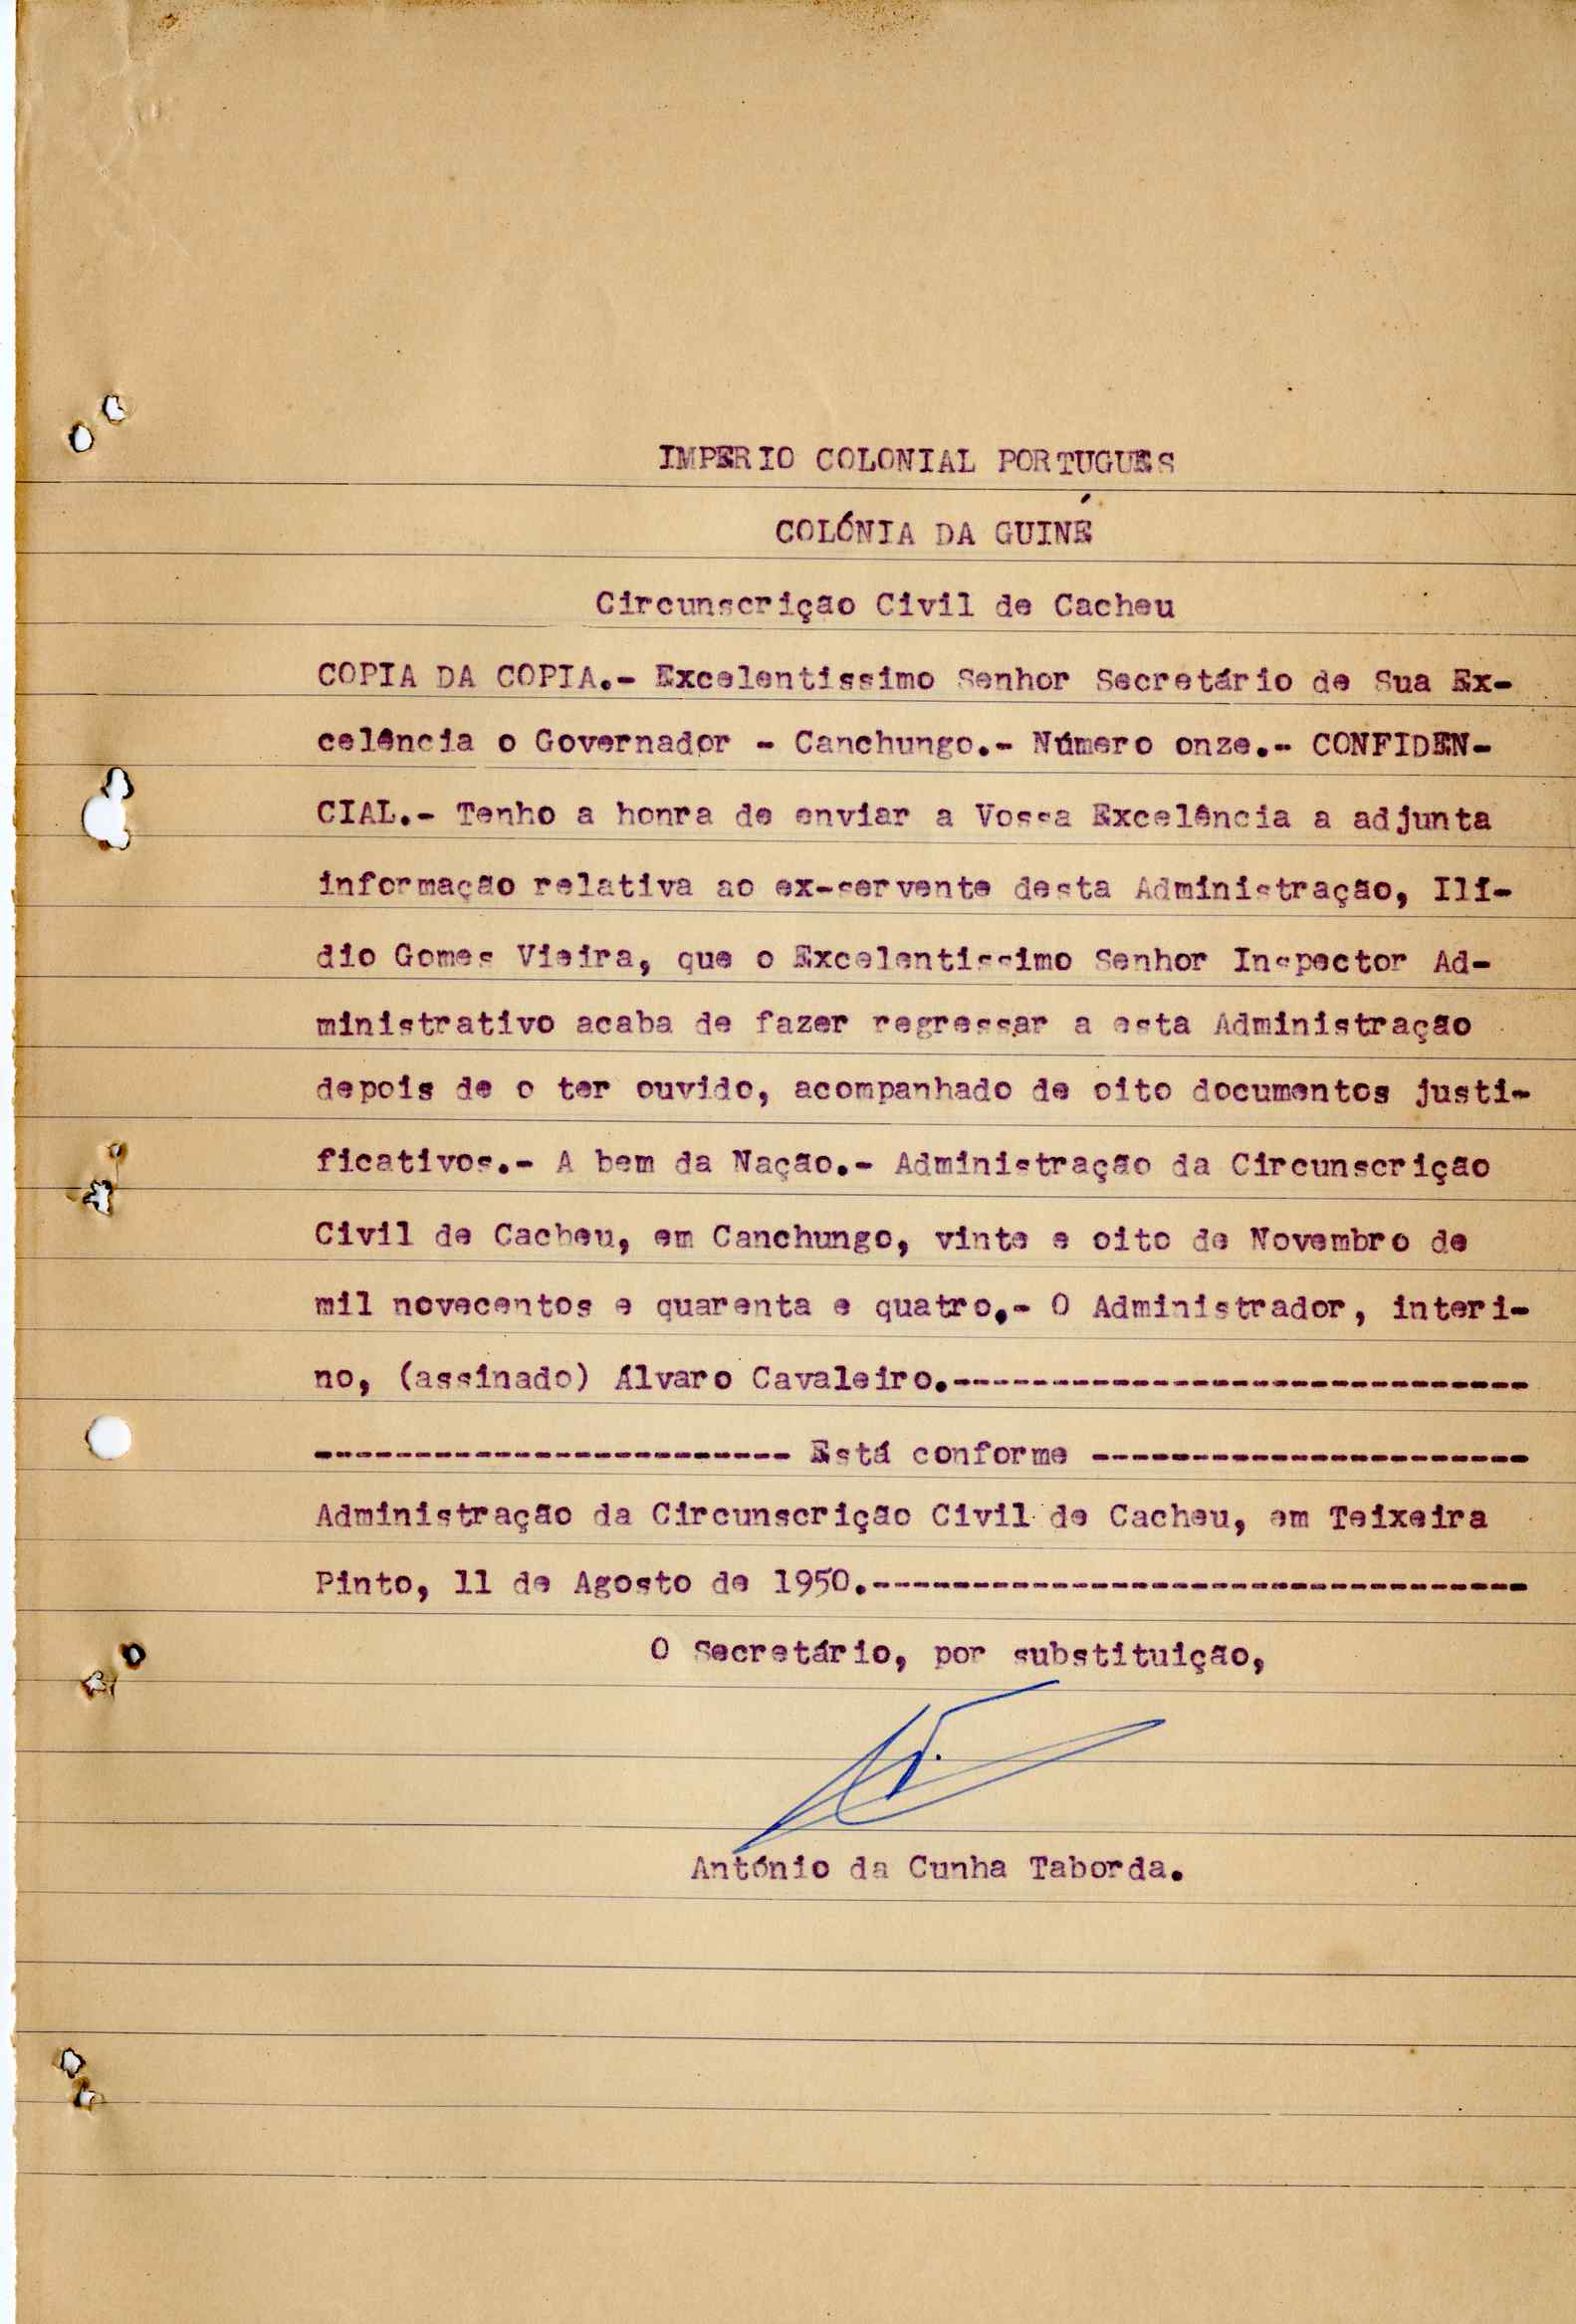 IMPERIO COLONIAL PORTUGUES
COLÓNIA DA GUINÉ
Circunscrição Civil de Cacheu
COPIA DA COPIA.- Excelentissimo Senhor Secretário de Sua Ex-
celência o Governador - Canchungo.- Número onze.- CONFIDEN-
CIAL.- Tenho a honra de enviar a Vossa Excelência a adjunta
informação relativa ao ex-servente desta Administração, Ilí-
dio Gomes Vieira, que o Excelentissimo Senhor Inspector Ad-
ministrativo acaba de fazer regressar a esta Administração
depois de o ter ouvido, acompanhado de oito documentos justi-
ficativos.- A bem da Nação.- Administração da Circunscrição
Civil de Cacheu, em Canchungo, vinte e oito de Novembro de
mil novecentos e quarenta e quatro.- O Administrador, interi-
no, (assinado) Álvaro Cavaleiro.-----------------------------
------------------------ Está conforme ----------------------
Administração da Circunscrição Civil de Cacheu, em Teixeira
Pinto, 11 de Agosto de 1950.---------------------------------
O Secretário, por substituição,
António da Cunha Taborda.